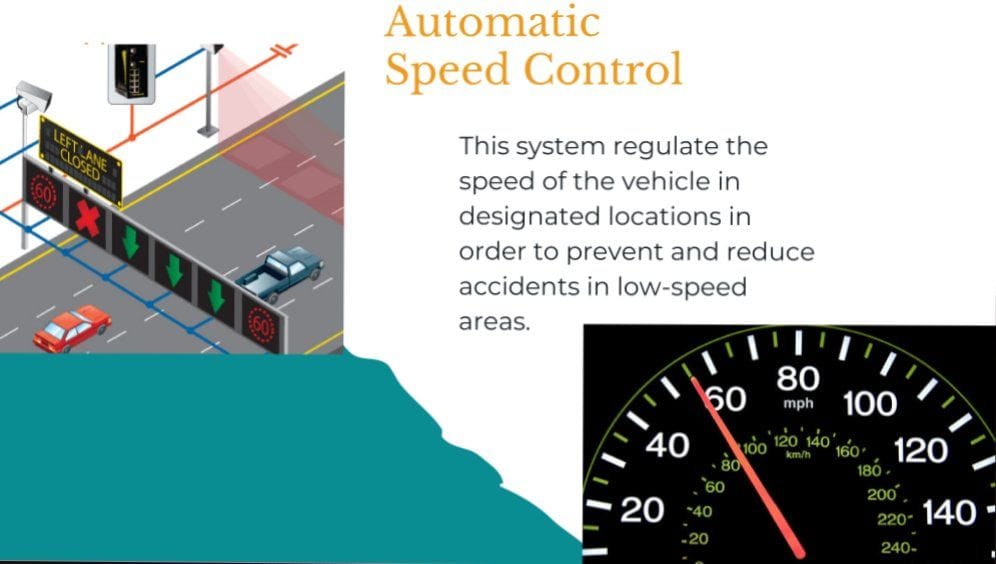 Automatic
Speed Control
This system regulate the
speed of the vehicle in
designated locations in
order to prevent and reduce
accidents in low-speed
areas.
LEFT LANE
CLOSED
60
60
80
mph
60
100
40
120
20
140
120
140
km/h
100
160
80
180
60
200
40
220
20
240
0